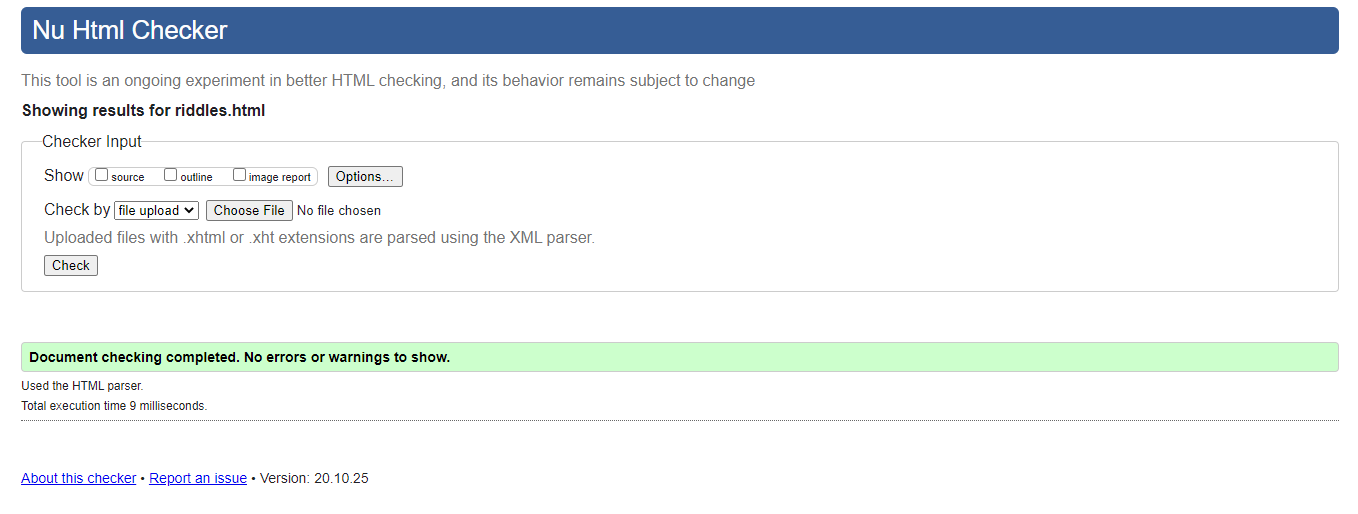 Nu Html Checker
This tool is an ongoing experiment in better HTML checking, and its behavior remains subject to change
Showing results for riddles.html
Checker Input
Show source outline image report Options...
Check by file upload Choose File No file chosen
Uploaded files with .xhtml or .xht extensions are parsed using the XML parser.
Check
Document checking completed. No errors or warnings to show.
Used the HTML parser.
Total execution time 9 milliseconds.
About this checker • Report an issue • Version: 20.10.25